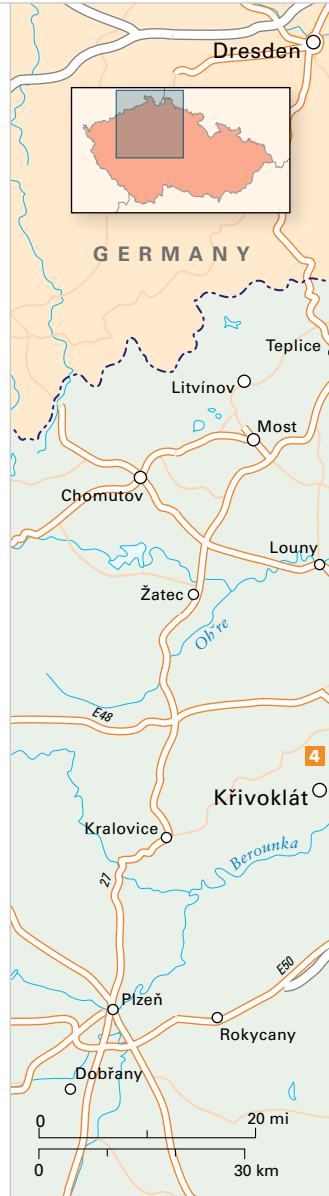 Dresden
GERMANY
Teplice
Litvínov
Most
Chomutov
Louny
Žatec
Ohře
E48
4
Křivoklát
Kralovice
Berounka
27
E50
Plzeň
Rokycany
Dobřany
0 20 mi
0 30 km